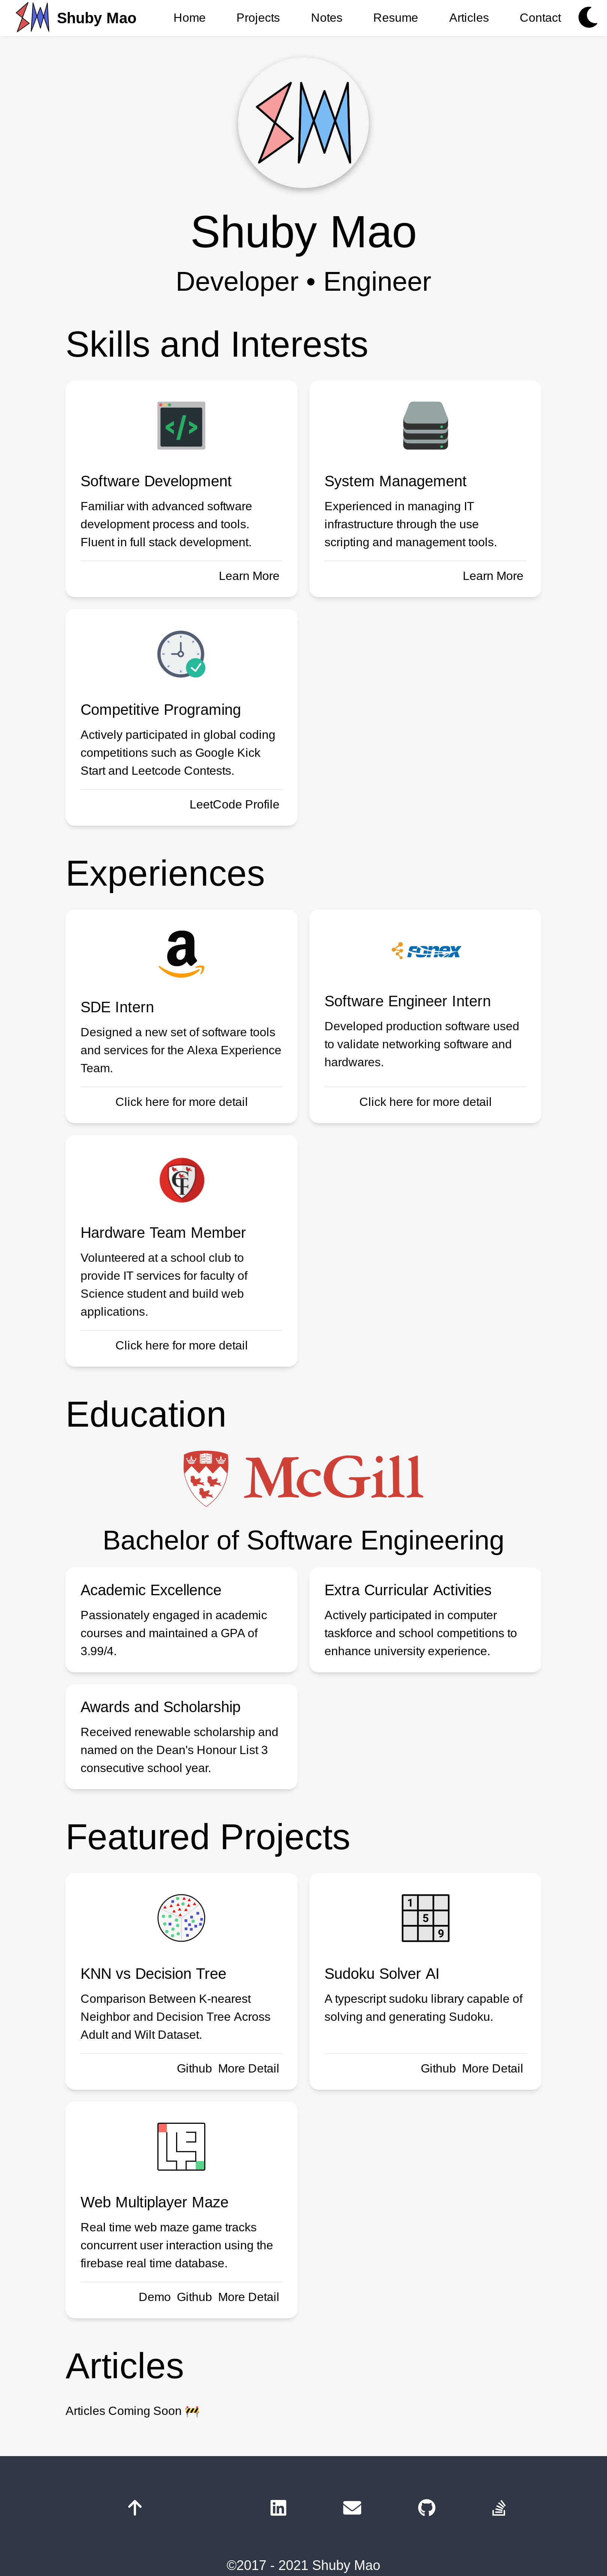 Shuby Mao Home Projects Notes Resume Articles Contact
Shuby Mao
Developer • Engineer
Skills and Interests
Software Development
Familiar with advanced software
development process and tools.
Fluent in full stack development.
Learn More
System Management
Experienced in managing IT
infrastructure through the use
scripting and management tools.
Learn More
Competitive Programing
Actively participated in global coding
competitions such as Google Kick
Start and Leetcode Contests.
LeetCode Profile
Experiences
a
SDE Intern
Designed a new set of software tools
and services for the Alexa Experience
Team.
Click here for more detail
Fonex
Software Engineer Intern
Developed production software used
to validate networking software and
hardwares.
Click here for more detail
Hardware Team Member
Volunteered at a school club to
provide IT services for faculty of
Science student and build web
applications.
Click here for more detail
Education
McGill
Bachelor of Software Engineering
Academic Excellence
Passionately engaged in academic
courses and maintained a GPA of
3.99/4.
Extra Curricular Activities
Actively participated in computer
taskforce and school competitions to
enhance university experience.
Awards and Scholarship
Received renewable scholarship and
named on the Dean's Honour List 3
consecutive school year.
Featured Projects
KNN vs Decision Tree
Comparison Between K-nearest
Neighbor and Decision Tree Across
Adult and Wilt Dataset.
Github More Detail
1
5
9
Sudoku Solver AI
A typescript sudoku library capable of
solving and generating Sudoku.
Github More Detail
Web Multiplayer Maze
Real time web maze game tracks
concurrent user interaction using the
firebase real time database.
Demo Github More Detail
Articles
Articles Coming Soon 🚧
©2017 - 2021 Shuby Mao